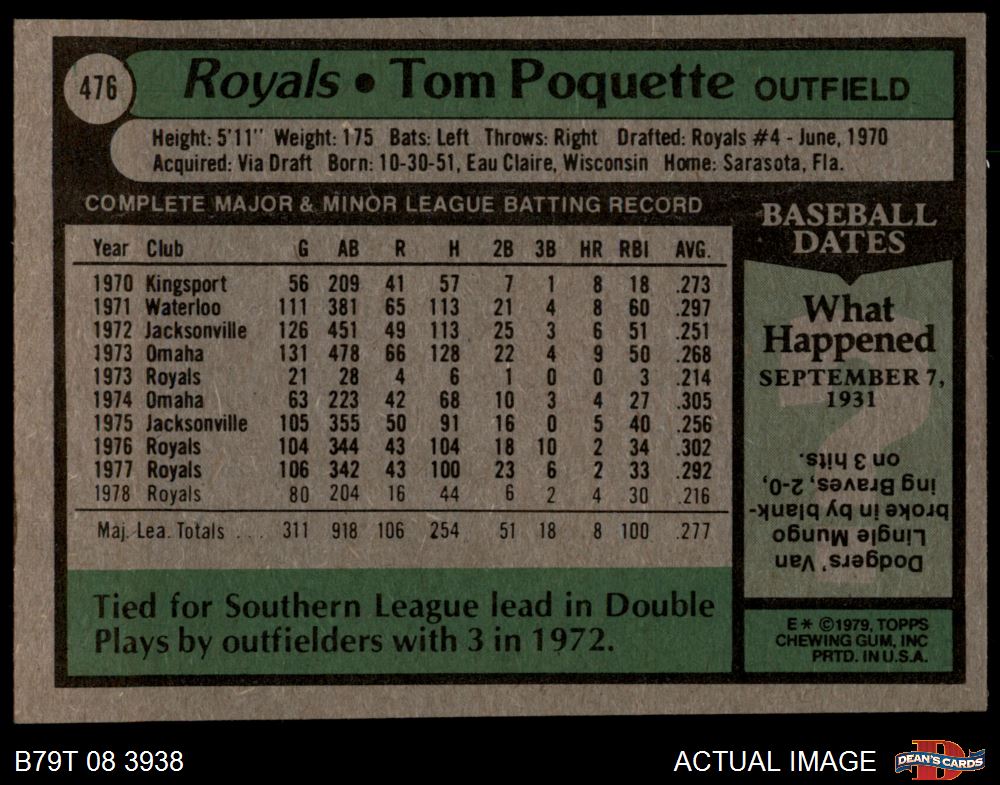 476
Royals • Tom Poquette OUTFIELD
Height: 5'11" Weight: 175 Bats: Left Throws: Right Drafted: Royals #4 - June, 1970
Acquired: Via Draft Born: 10-30-51, Eau Claire, Wisconsin Home: Sarasota, Fla.
COMPLETE MAJOR & MINOR LEAGUE BATTING RECORD
Year Club G AB R H 2B 3B HR RBI AVG.
1970 Kingsport 56 209 41 57 7 1 8 18 .273
1971 Waterloo 111 381 65 113 21 4 8 60 .297
1972 Jacksonville 126 451 49 113 25 3 6 51 .251
1973 Omaha 131 478 66 128 22 4 9 50 .268
1973 Royals 21 28 4 6 1 0 0 3 .214
1974 Omaha 63 223 42 68 10 3 4 27 .305
1975 Jacksonville 105 355 50 91 16 0 5 40 .256
1976 Royals 104 344 43 104 18 10 2 34 .302
1977 Royals 106 342 43 100 23 6 2 33 .292
1978 Royals 80 204 16 44 6 2 4 30 .216
Maj. Lea. Totals . . . 311 918 106 254 51 18 8 100 .277
Tied for Southern League lead in Double
Plays by outfielders with 3 in 1972.
BASEBALL
DATES
What
Happened
SEPTEMBER 7,
1931
?
Dodgers' Van
Lingle Mungo
broke in by blank-
ing Braves, 2-0,
on 3 hits.
E * ©1979, TOPPS
CHEWING GUM, INC
PRTD. IN U.S.A.
B79T 08 3938
ACTUAL IMAGE
D
DEAN'S CARDS